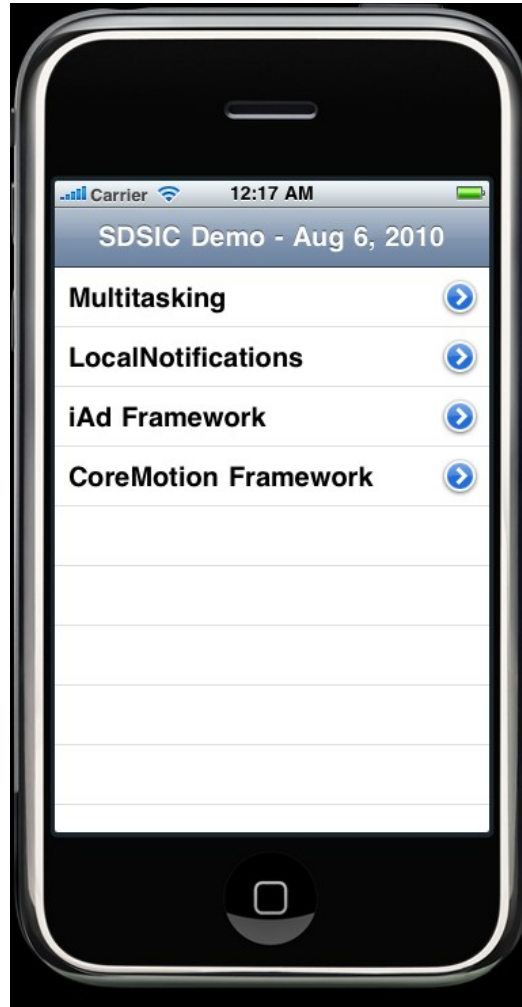 Carrier 12:17 AM
SDSIC Demo - Aug 6, 2010
Multitasking
LocalNotifications
iAd Framework
CoreMotion Framework